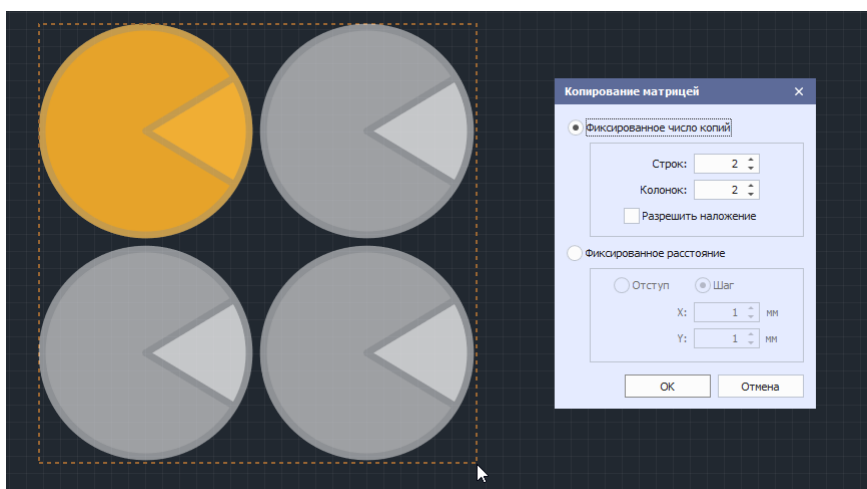 Копирование матрицей
Фиксированное число копий
Строк: 2
Колонок: 2
Разрешить наложение
Фиксированное расстояние
Отступ Шаг
X: 1 мм
Y: 1 мм
ОК Отмена